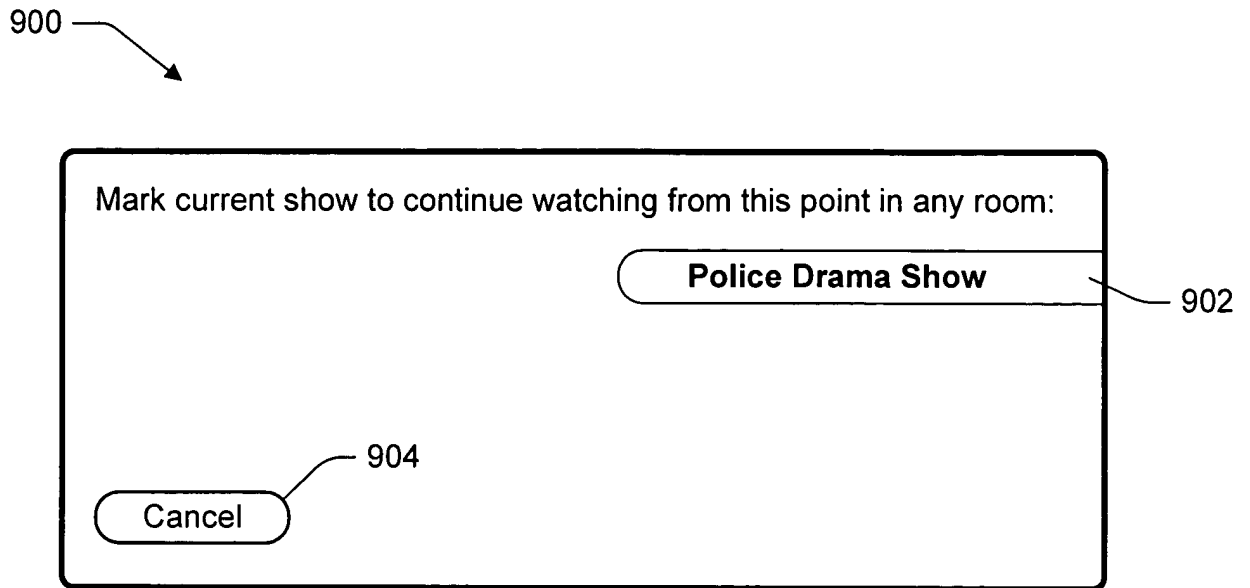 900
Mark current show to continue watching from this point in any room:
Police Drama Show
902
904
Cancel